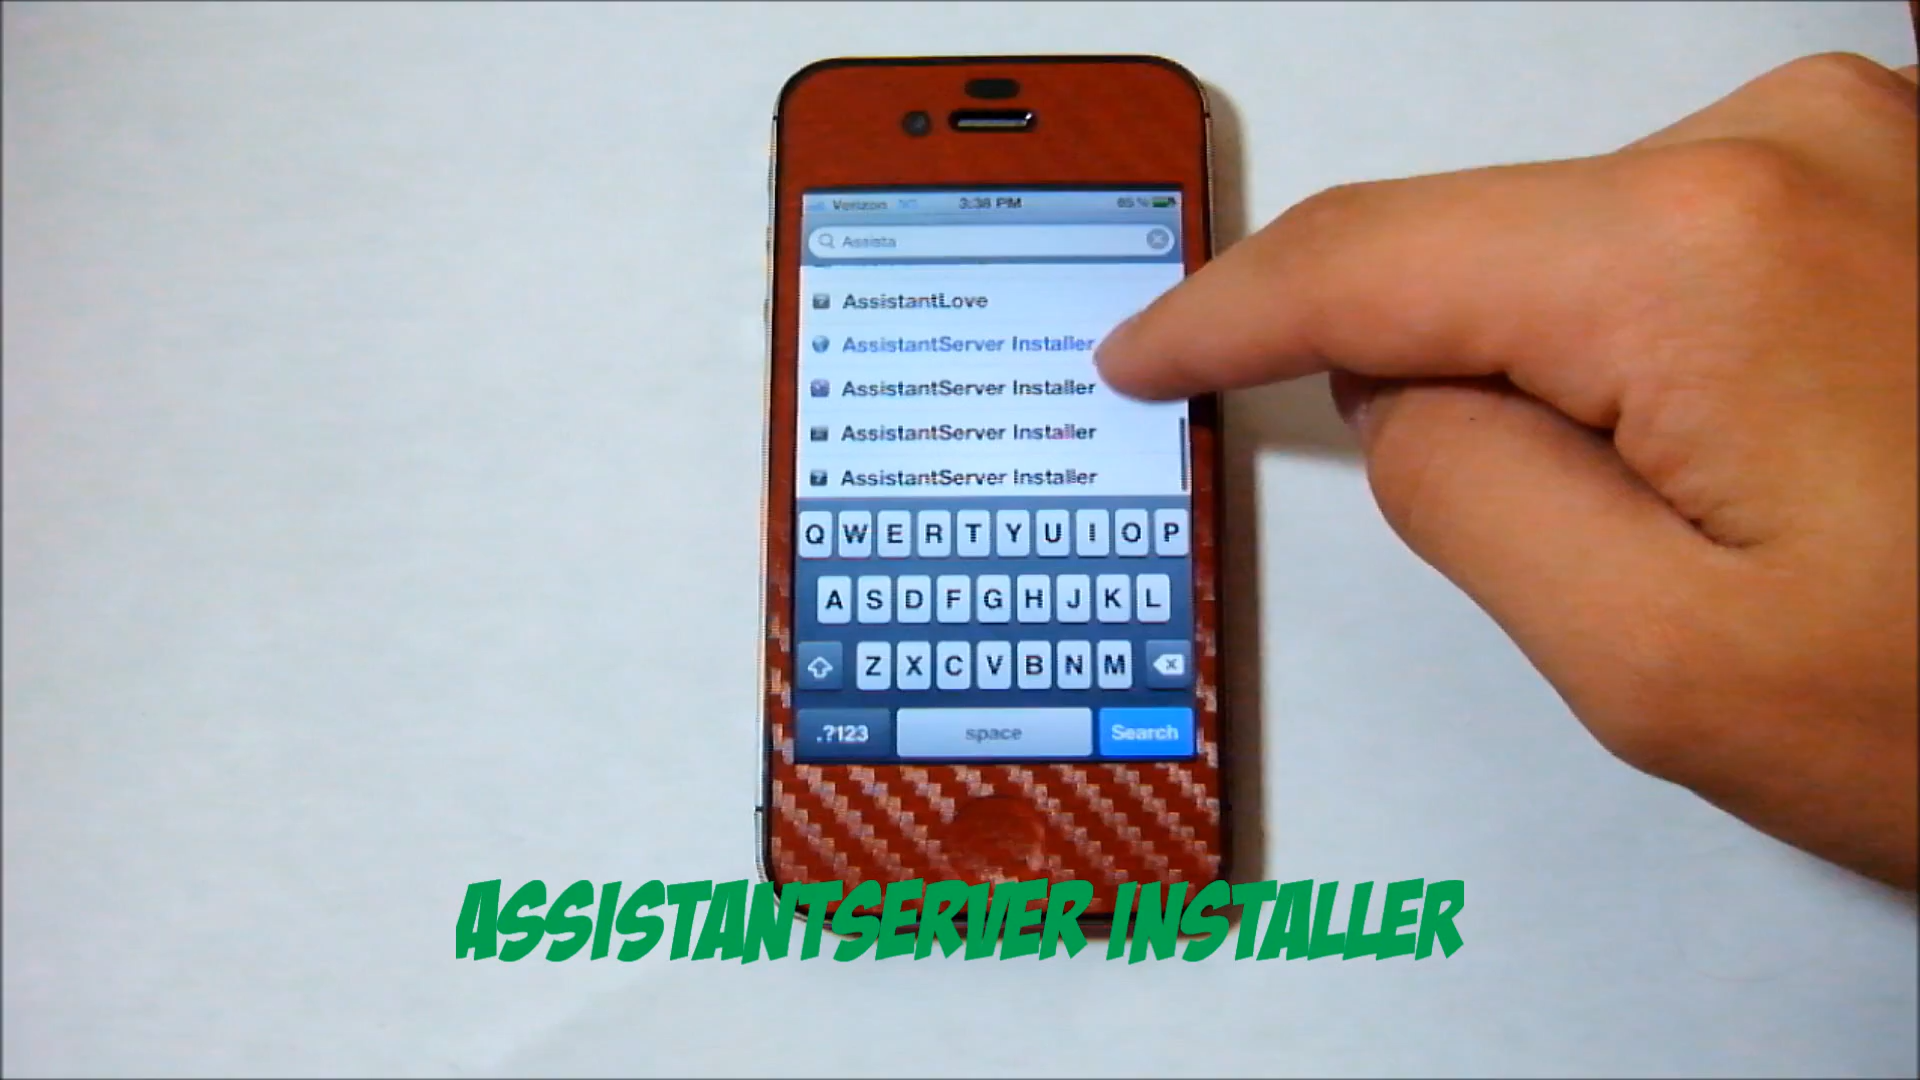 Verizon 3:38 PM 85%
Assista
AssistantLove
AssistantServer Installer
AssistantServer Installer
AssistantServer Installer
AssistantServer Installer
Q W E R T Y U I O P
A S D F G H J K L
Z X C V B N M
.?123 space Search
ASSISTANTSERVER INSTALLER